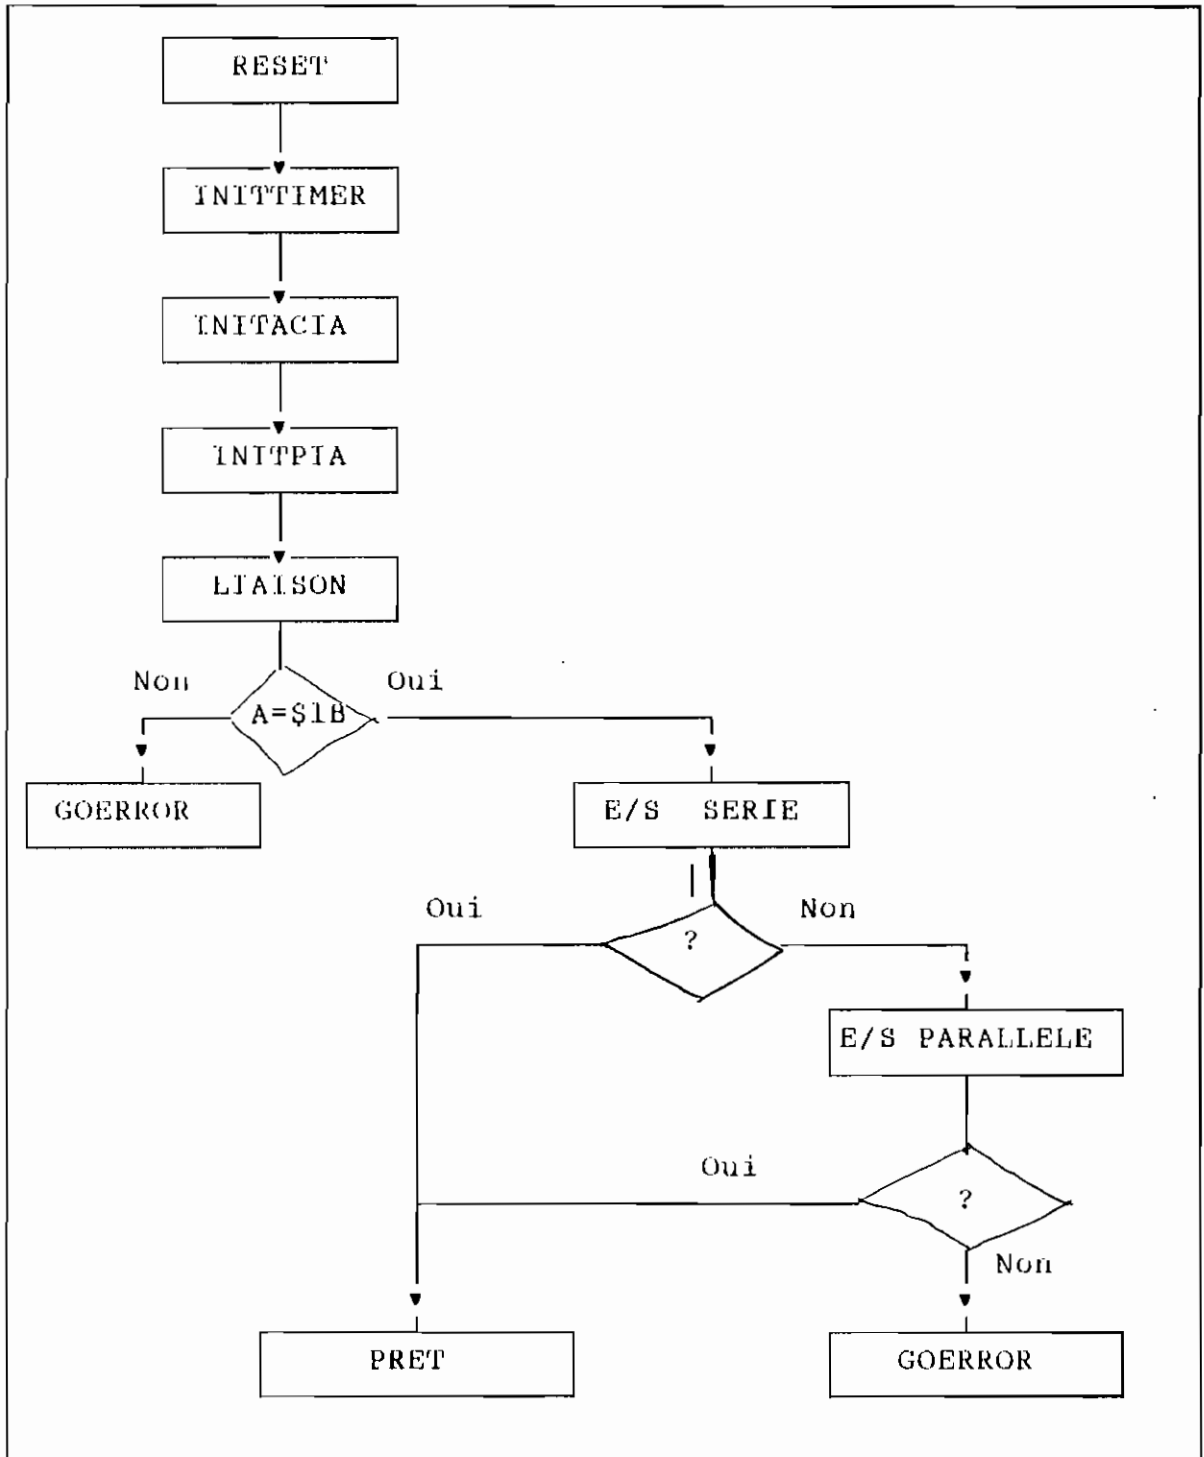 RESET
INITTIMER
INITACIA
INITPIA
LIAISON
Non
Oui
A=$1B
GOERROR
E/S SERIE
Oui
Non
?
E/S PARALLELE
Oui
?
Non
PRET
GOERROR